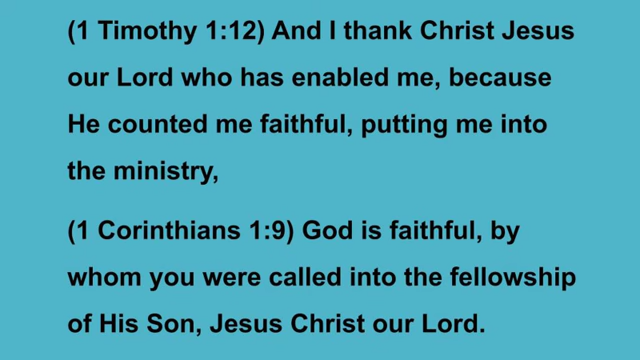 (1 Timothy 1:12) And I thank Christ Jesus
our Lord who has enabled me, because
He counted me faithful, putting me into
the ministry,
(1 Corinthians 1:9) God is faithful, by
whom you were called into the fellowship
of His Son, Jesus Christ our Lord.